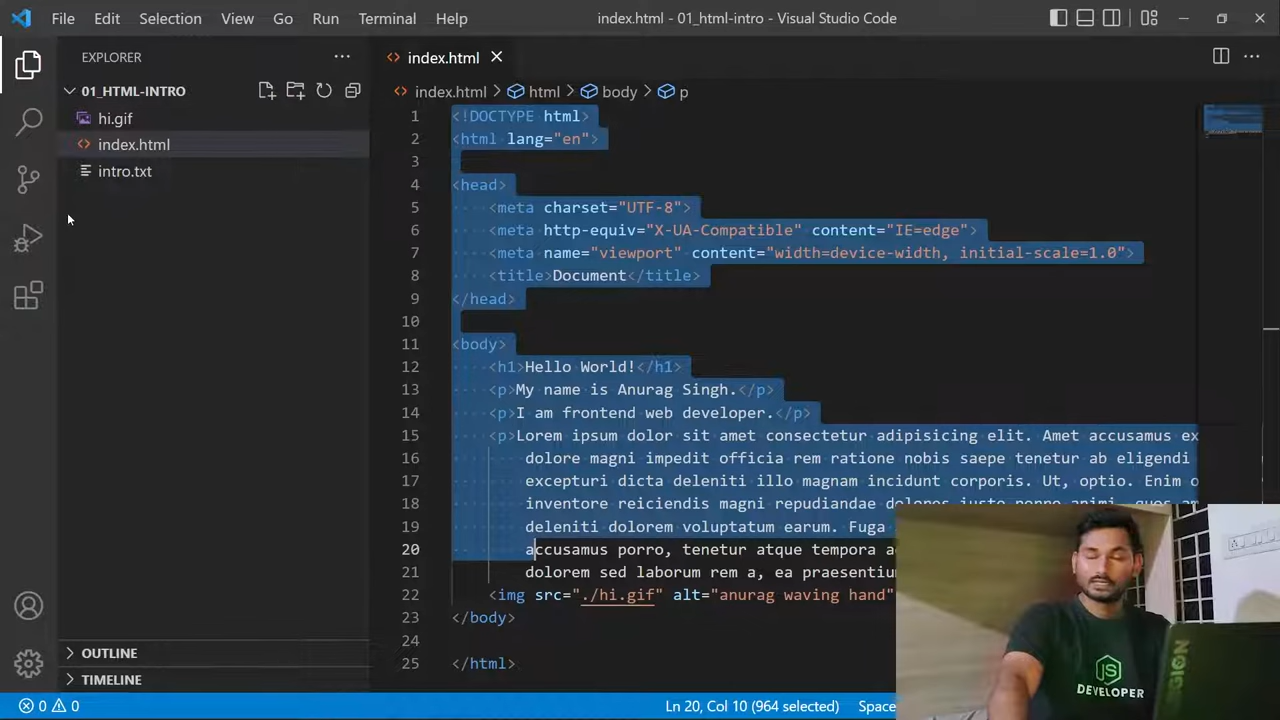 File Edit Selection View Go Run Terminal Help index.html - 01_html-intro - Visual Studio Code
EXPLORER
01_HTML-INTRO
hi.gif
index.html
intro.txt
OUTLINE
TIMELINE
index.html
index.html > html > body > p
1 <!DOCTYPE html>
2 <html lang="en">
3
4 <head>
5 <meta charset="UTF-8">
6 <meta http-equiv="X-UA-Compatible" content="IE=edge">
7 <meta name="viewport" content="width=device-width, initial-scale=1.0">
8 <title>Document</title>
9 </head>
10
11 <body>
12 <h1>Hello World!</h1>
13 <p>My name is Anurag Singh.</p>
14 <p>I am frontend web developer.</p>
15 <p>Lorem ipsum dolor sit amet consectetur adipisicing elit. Amet accusamus ex
16 dolore magni impedit officia rem ratione nobis saepe tenetur ab eligendi
17 excepturi dicta deleniti illo magnam incidunt corporis. Ut, optio. Enim o
18 inventore reiciendis magni repudiandae dolores iusto porro animi, quos
19 deleniti dolorem voluptatum earum. Fuga
20 accusamus porro, tenetur atque tempora a
21 dolorem sed laborum rem a, ea praesentiu
22 <img src="./hi.gif" alt="anurag waving hand"
23 </body>
24
25 </html>
JS
DEVELOPER
LEGION
0 0 Ln 20, Col 10 (964 selected) Space